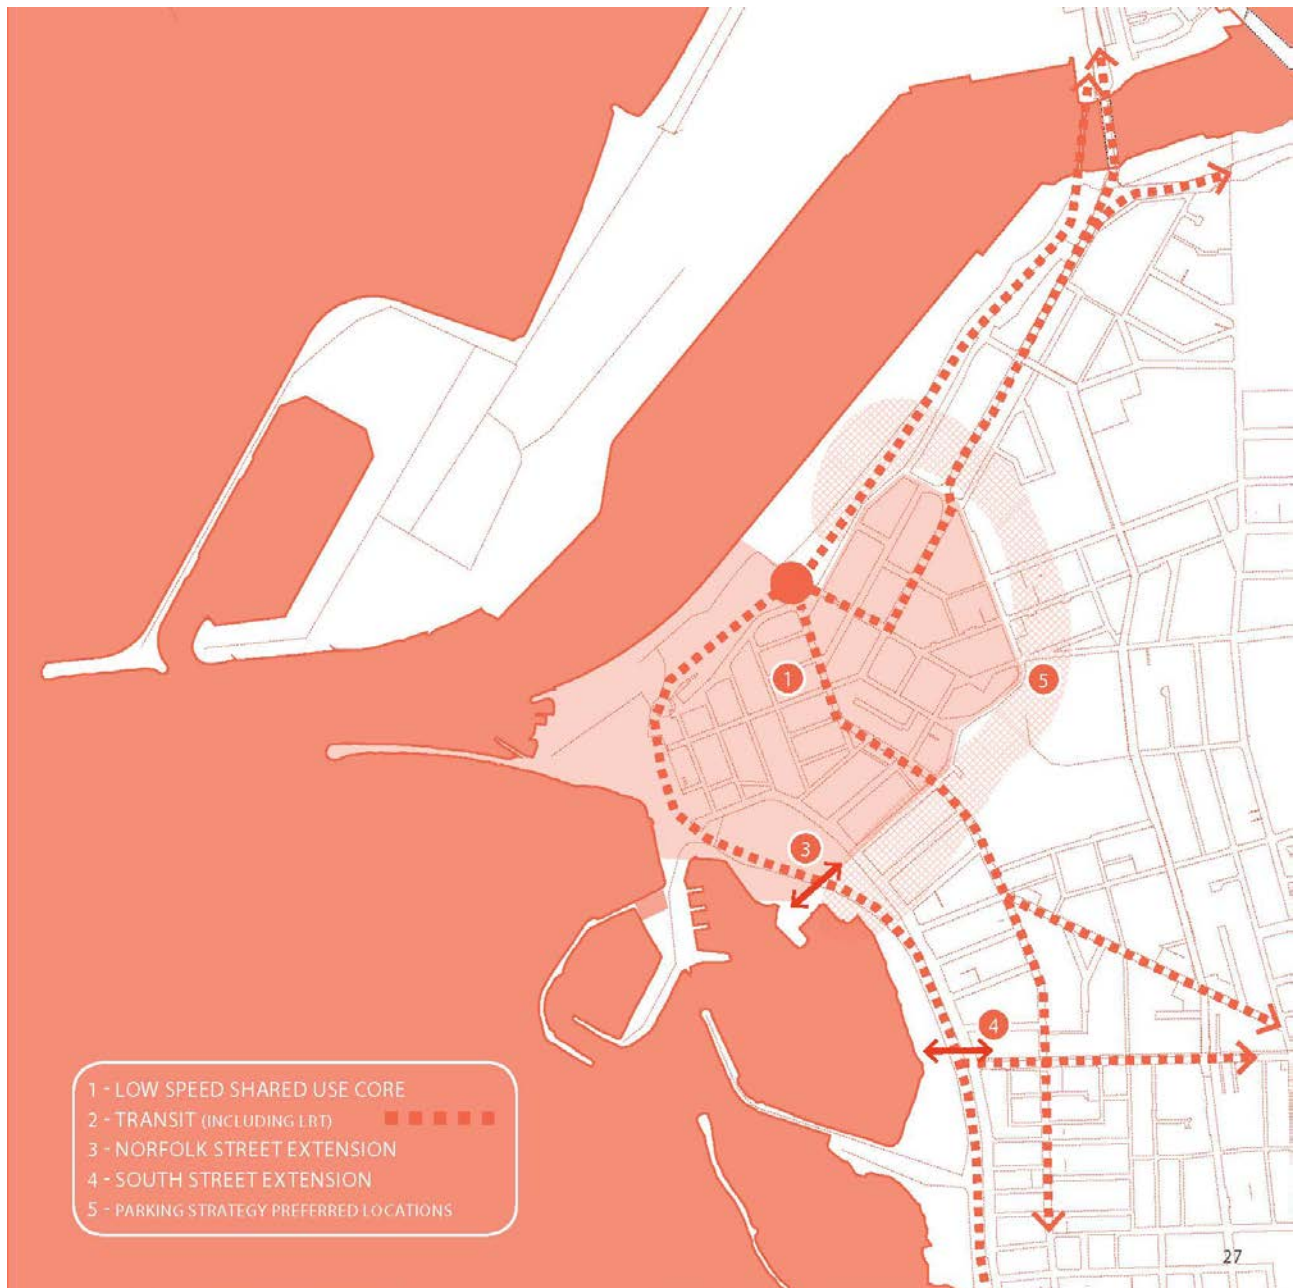 1
5
3
4
1 - LOW SPEED SHARED USE CORE
2 - TRANSIT (INCLUDING LRT)
3 - NORFOLK STREET EXTENSION
4 - SOUTH STREET EXTENSION
5 - PARKING STRATEGY PREFERRED LOCATIONS
27